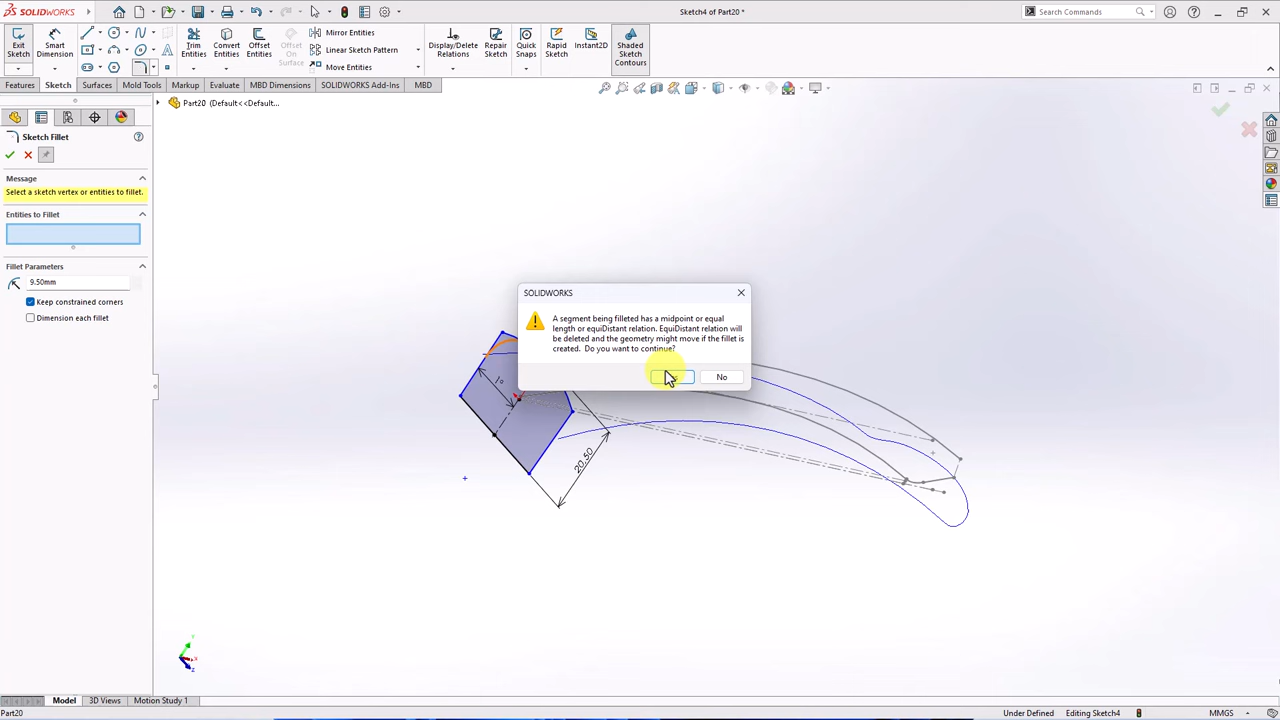 SOLIDWORKS
Sketch4 of Part20 *
Search Commands
Exit Sketch
Smart Dimension
Trim Entities
Convert Entities
Offset Entities
Offset On Surface
Mirror Entities
Linear Sketch Pattern
Move Entities
Display/Delete Relations
Repair Sketch
Quick Snaps
Rapid Sketch
Instant2D
Shaded Sketch Contours
Features
Sketch
Surfaces
Mold Tools
Markup
Evaluate
MBD Dimensions
SOLIDWORKS Add-Ins
MBD
Part20 (Default<<Default...
Sketch Fillet
Message
Select a sketch vertex or entities to fillet.
Entities to Fillet
Fillet Parameters
9.50mm
Keep constrained corners
Dimension each fillet
SOLIDWORKS
A segment being filleted has a midpoint or equal
length or equiDistant relation. EquiDistant relation will
be deleted and the geometry might move if the fillet is
created. Do you want to continue?
No
20.50
Model
3D Views
Motion Study 1
Part20
Under Defined
Editing Sketch4
MMGS